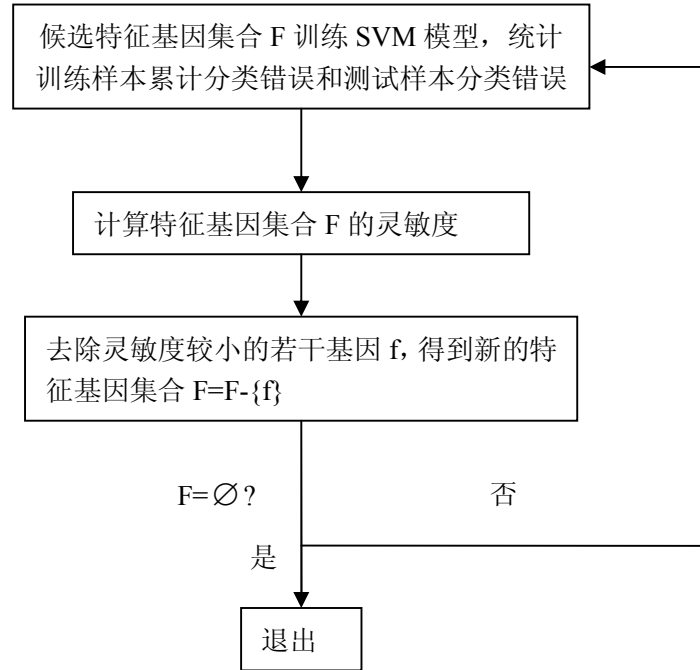 候选特征基因集合 F 训练 SVM 模型，统计
训练样本累计分类错误和测试样本分类错误
计算特征基因集合 F 的灵敏度
去除灵敏度较小的若干基因 f，得到新的特
征基因集合 F=F-{f}
F=∅?
否
是
退出